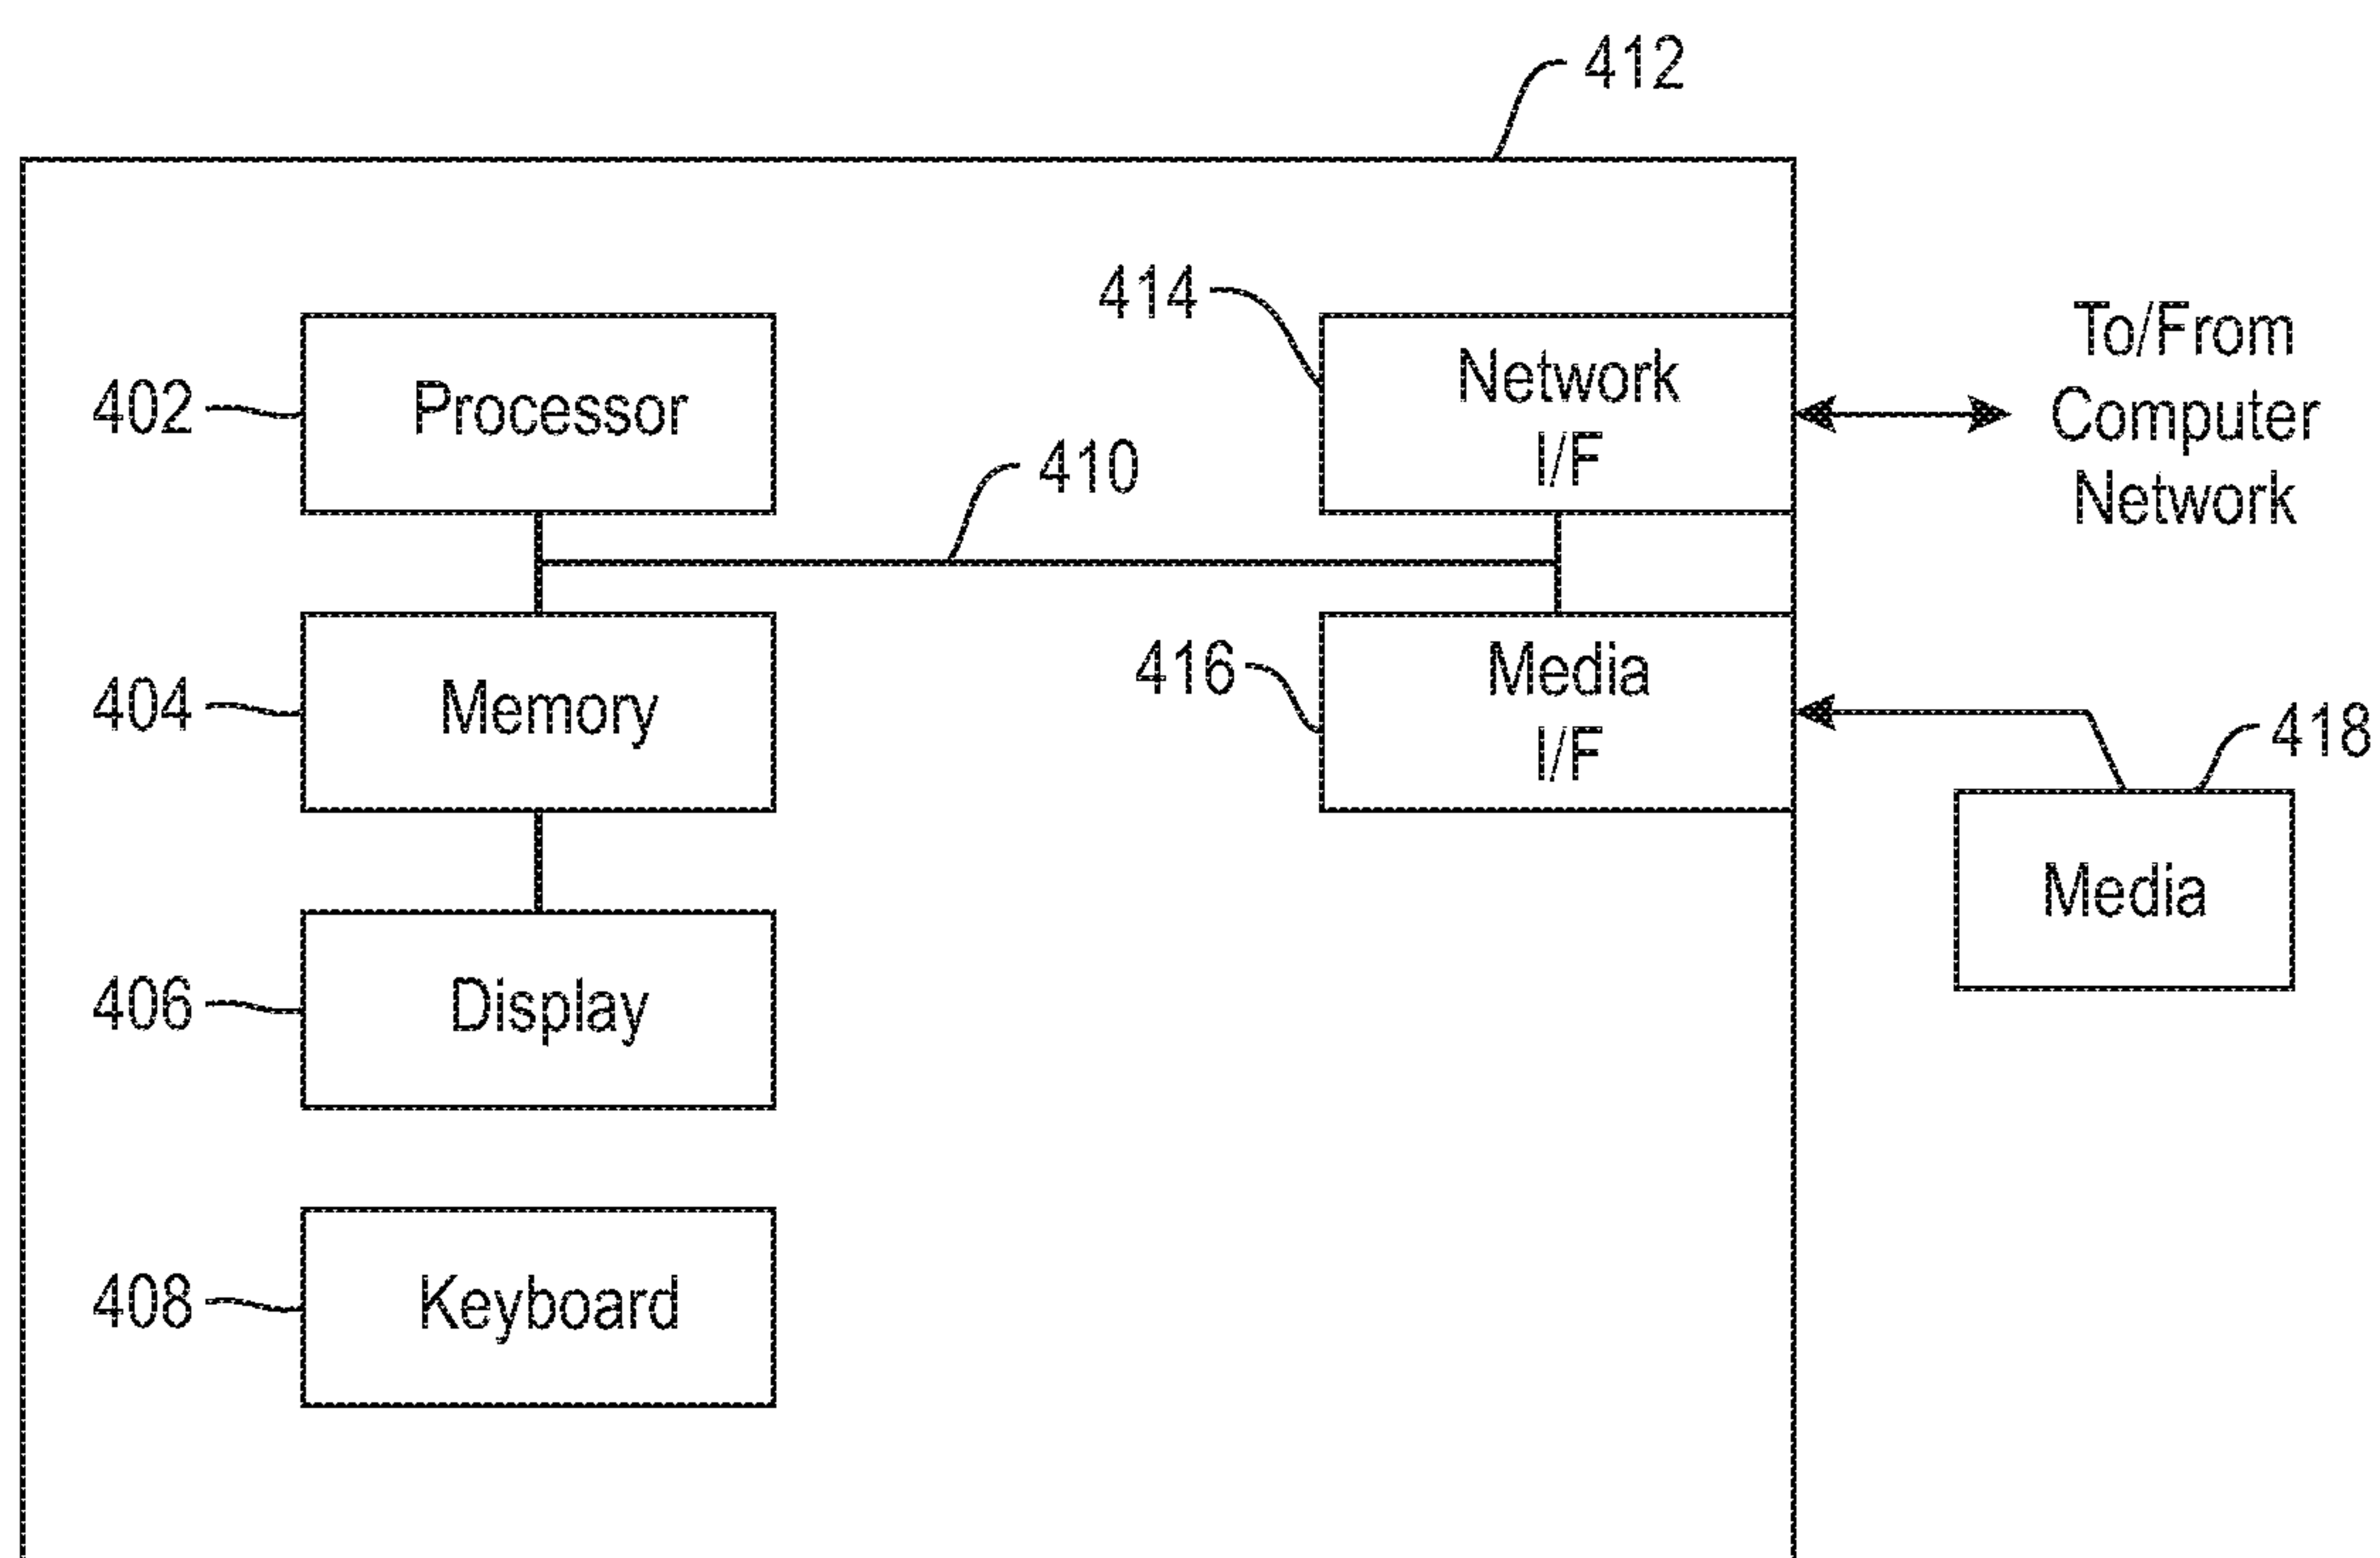 412
414
Network
I/F
To/From
Computer
Network
402
Processor
410
404
Memory
416
Media
I/F
418
Media
406
Display
408
Keyboard